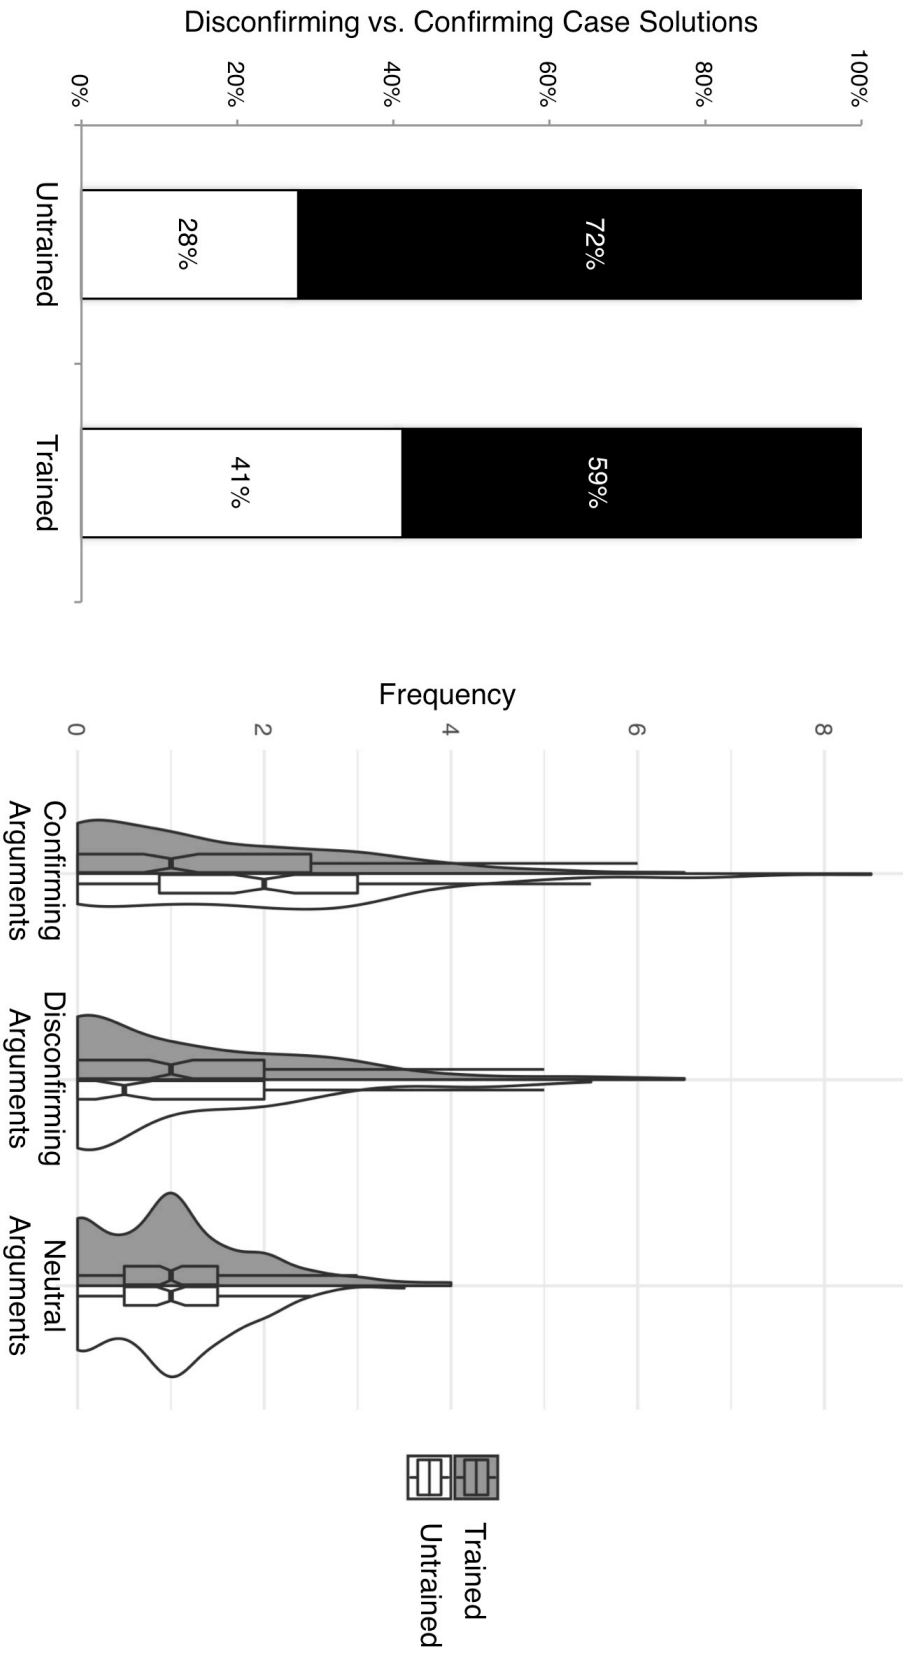 Disconfirming vs. Confirming Case Solutions
100%
80%
60%
40%
20%
0%
72%
28%
59%
41%
Untrained
Trained
Frequency
8
6
4
2
0
Confirming
Arguments
Disconfirming
Arguments
Neutral
Arguments
Trained
Untrained